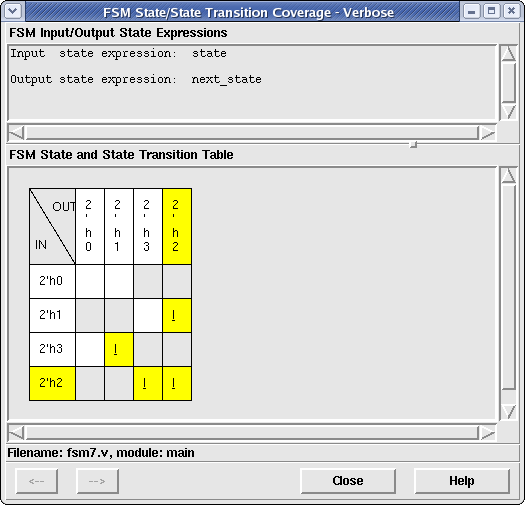 FSM State/State Transition Coverage - Verbose
FSM Input/Output State Expressions
Input  state expression:  state
Output state expression:  next_state
FSM State and State Transition Table
OUT 2'h0 2'h1 2'h3 2'h2
IN
2'h0
2'h1 I
2'h3 I
2'h2 I I
Filename: fsm7.v, module: main
<-- --> Close Help